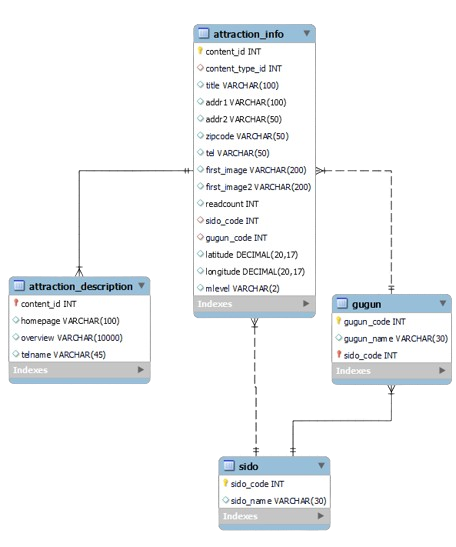 attraction_info
content_id INT
content_type_id INT
title VARCHAR(100)
addr1 VARCHAR(100)
addr2 VARCHAR(50)
zipcode VARCHAR(50)
tel VARCHAR(50)
first_image VARCHAR(200)
first_image2 VARCHAR(200)
readcount INT
sido_code INT
gugun_code INT
latitude DECIMAL(20,17)
longitude DECIMAL(20,17)
mlevel VARCHAR(2)
Indexes
attraction_description
content_id INT
homepage VARCHAR(100)
overview VARCHAR(10000)
telname VARCHAR(45)
Indexes
gugun
gugun_code INT
gugun_name VARCHAR(30)
sido_code INT
Indexes
sido
sido_code INT
sido_name VARCHAR(30)
Indexes